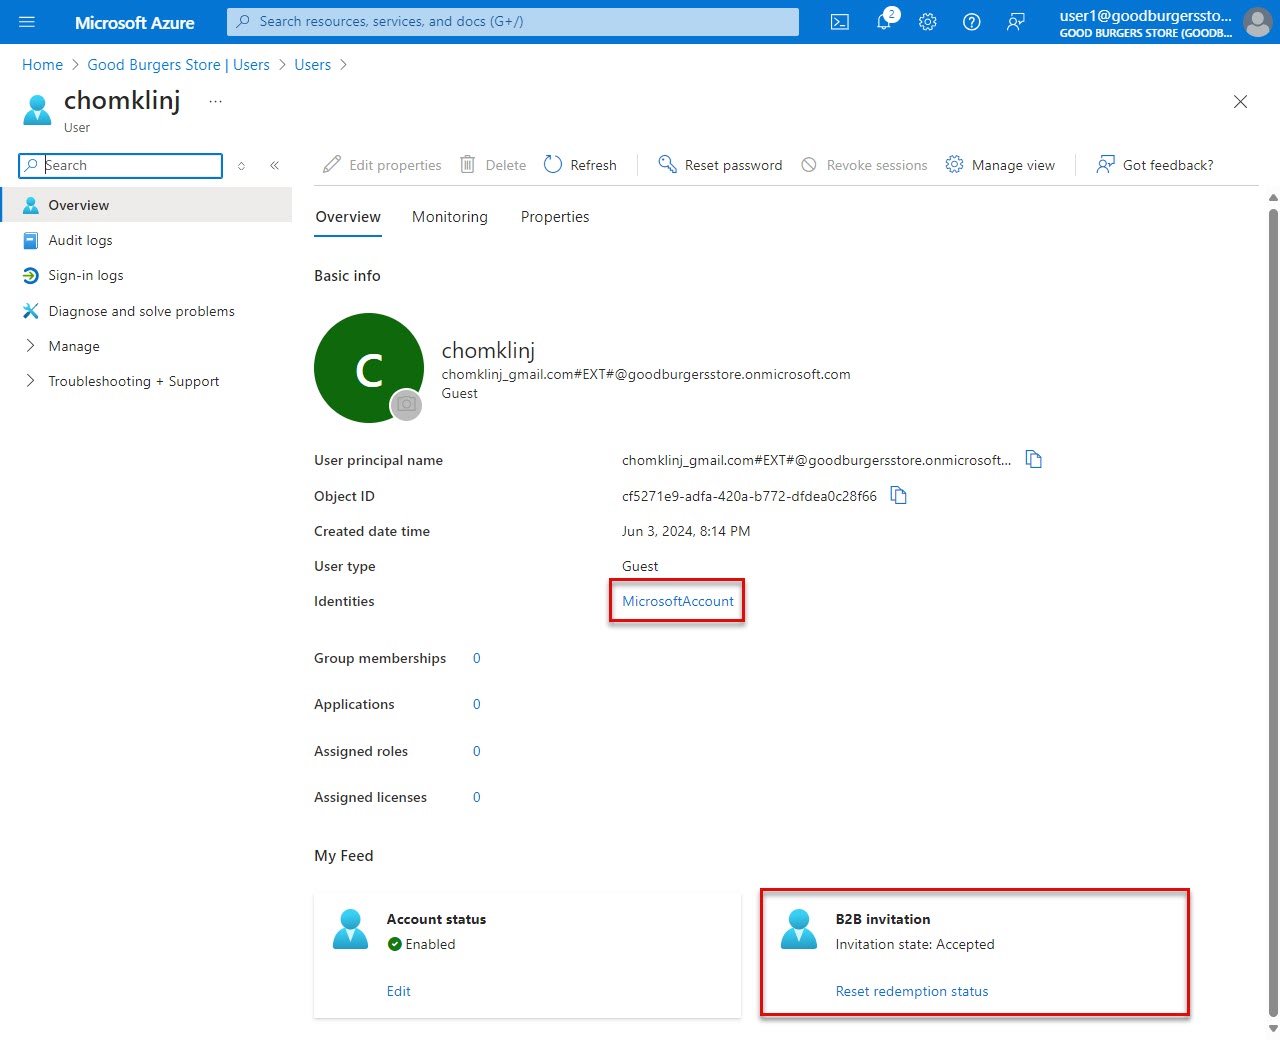 Microsoft Azure
Search resources, services, and docs (G+/)
2
user1@goodburgerssto...
GOOD BURGERS STORE (GOODB...
Home > Good Burgers Store | Users > Users >
chomklinj ...
User
Search
Edit properties
Delete
Refresh
Reset password
Revoke sessions
Manage view
Got feedback?
Overview
Audit logs
Sign-in logs
Diagnose and solve problems
Manage
Troubleshooting + Support
Overview
Monitoring
Properties
Basic info
C
chomklinj
chomklinj_gmail.com#EXT#@goodburgersstore.onmicrosoft.com
Guest
User principal name chomklinj_gmail.com#EXT#@goodburgersstore.onmicrosoft...
Object ID cf5271e9-adfa-420a-b772-dfdea0c28f66
Created date time Jun 3, 2024, 8:14 PM
User type Guest
Identities MicrosoftAccount
Group memberships 0
Applications 0
Assigned roles 0
Assigned licenses 0
My Feed
Account status
Enabled
Edit
B2B invitation
Invitation state: Accepted
Reset redemption status